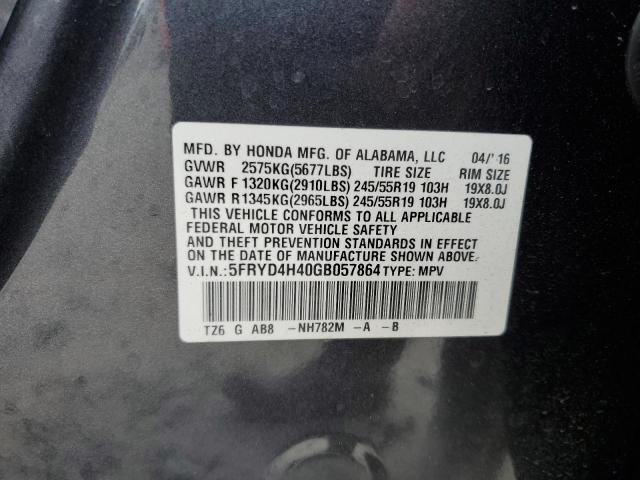 MFD. BY HONDA MFG. OF ALABAMA, LLC 04/'16
GVWR 2575KG(5677LBS) TIRE SIZE RIM SIZE
GAWR F 1320KG(2910LBS) 245/55R19 103H 19X8.0J
GAWR R1345KG(2965LBS) 245/55R19 103H 19X8.0J
THIS VEHICLE CONFORMS TO ALL APPLICABLE
FEDERAL MOTOR VEHICLE SAFETY
AND THEFT PREVENTION STANDARDS IN EFFECT
ON THE DATE OF MANUFACTURE SHOWN ABOVE.
V.I.N.:5FRYD4H40GB057864 TYPE: MPV
TZ6 G AB8 -NH782M -A -B